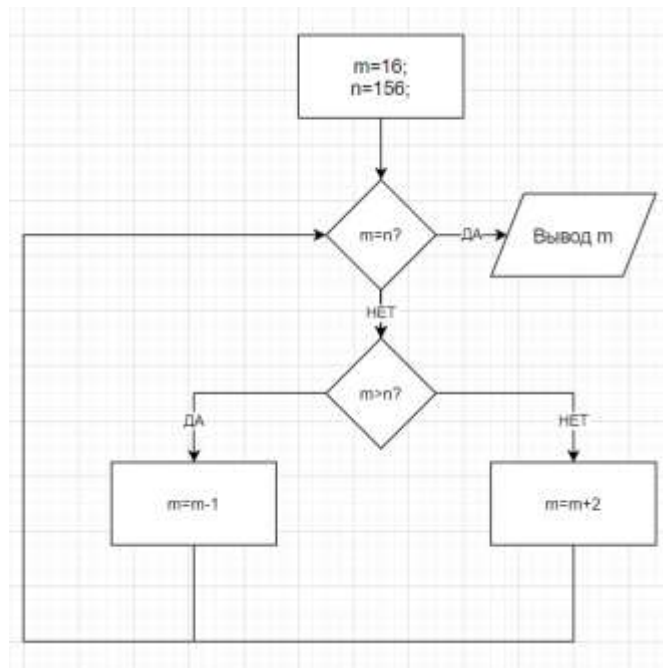 m=16;
n=156;
m=n?
ДА
Вывод m
НЕТ
m>n?
ДА
НЕТ
m=m-1
m=m+2